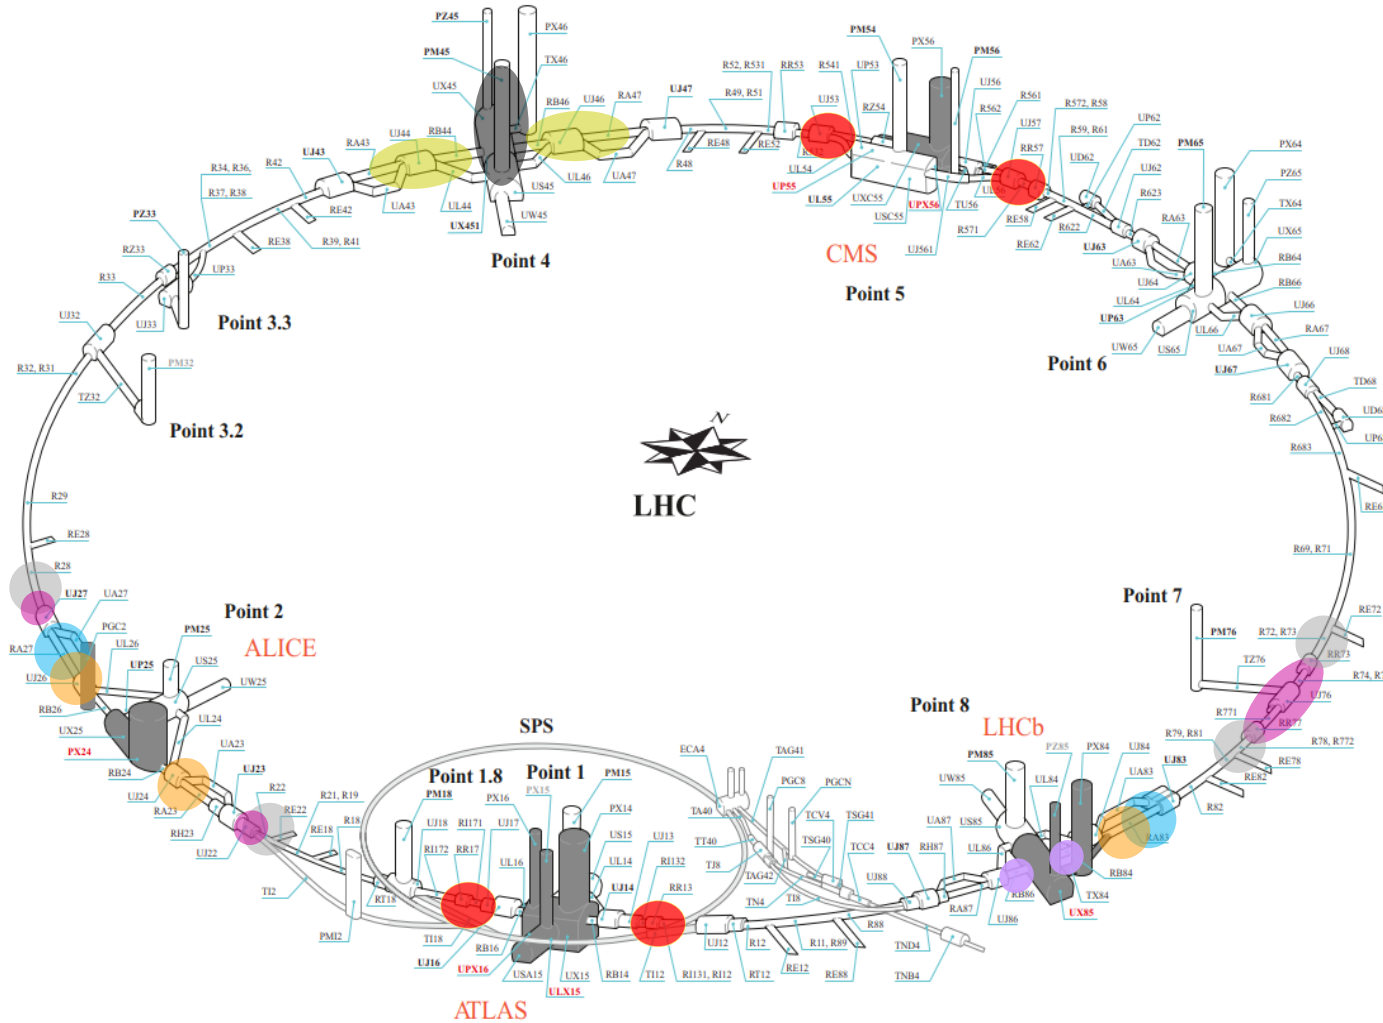 PZ45
PX46
PM45
TX46
UX45
RB46
UJ46
RA47
UJ47
R52, R531
R49, R51
RR53
R541
UP53
PM54
PX56
PM56
UJ53
RZ54
UJ56
R562
R561
UJ57
R572, R58
RR57
R59, R61
UP62
UD62
TD62
UJ62
R623
PM65
PX64
PZ65
TX64
UX65
RB64
RB66
UJ66
RA67
UJ68
TD68
RA63
UA63
UJ63
UJ64
UL64
UP63
UW65
US65
UL66
UA67
UJ67
R681
R682
R683
R622
RE62
RE58
R571
UJ561
TU56
UPX56
USC55
UXC55
UL55
UP55
UL54
RE52
RE48
R48
UA47
UL46
US45
UW45
UX451
UL44
UA43
RB44
UJ44
RA43
UJ43
R42
R34, R36,
R37, R38
RE42
R39, R41
RE38
PZ33
RZ33
UP33
R33
UJ33
UJ32
PM32
R32, R31
TZ32
Point 4
CMS
Point 5
Point 6
Point 3.3
Point 3.2
N
LHC
R29
RE28
R28
UJ27
UA27
PGC2
RA27
UL26
UJ26
UP25
RB26
UX25
PX24
Point 2
ALICE
PM25
US25
UW25
UL24
UA23
RB24
UJ24
RA23
RH23
UJ23
R22
UJ22
RE22
R21, R19
RE18
R18
TI2
PMI2
RT18
SPS
Point 1.8
Point 1
PM18
UJ18
RI171
RI172
RR17
UJ17
PX16
PX15
PM15
PX14
US15
UL14
UL16
UJ13
RI132
RR13
UJ14
TI18
UJ16
RB16
UPX16
USA15
ULX15
UX15
RB14
TI12
RI131, RI12
UJ12
RT12
R12
RE12
R11, R89
RE88
R88
ATLAS
ECA4
TA40
TAG41
PGC8
PGCN
TT40
TJ8
TAG42
TCV4
TSG41
TSG40
TCC4
TN4
TI8
UJ88
UJ87
UA87
RH87
RA87
TND4
TNB4
Point 8
LHCb
PM85
PZ85
PX84
UW85
US85
UL84
UJ84
UA83
UJ83
UL86
RB86
UJ86
UX85
TX84
RB84
RA83
R82
RE82
RE78
R78, R772
R79, R81
R771
RR77
UJ76
RR73
R72, R73
RE72
R69, R71
Point 7
PM76
TZ76